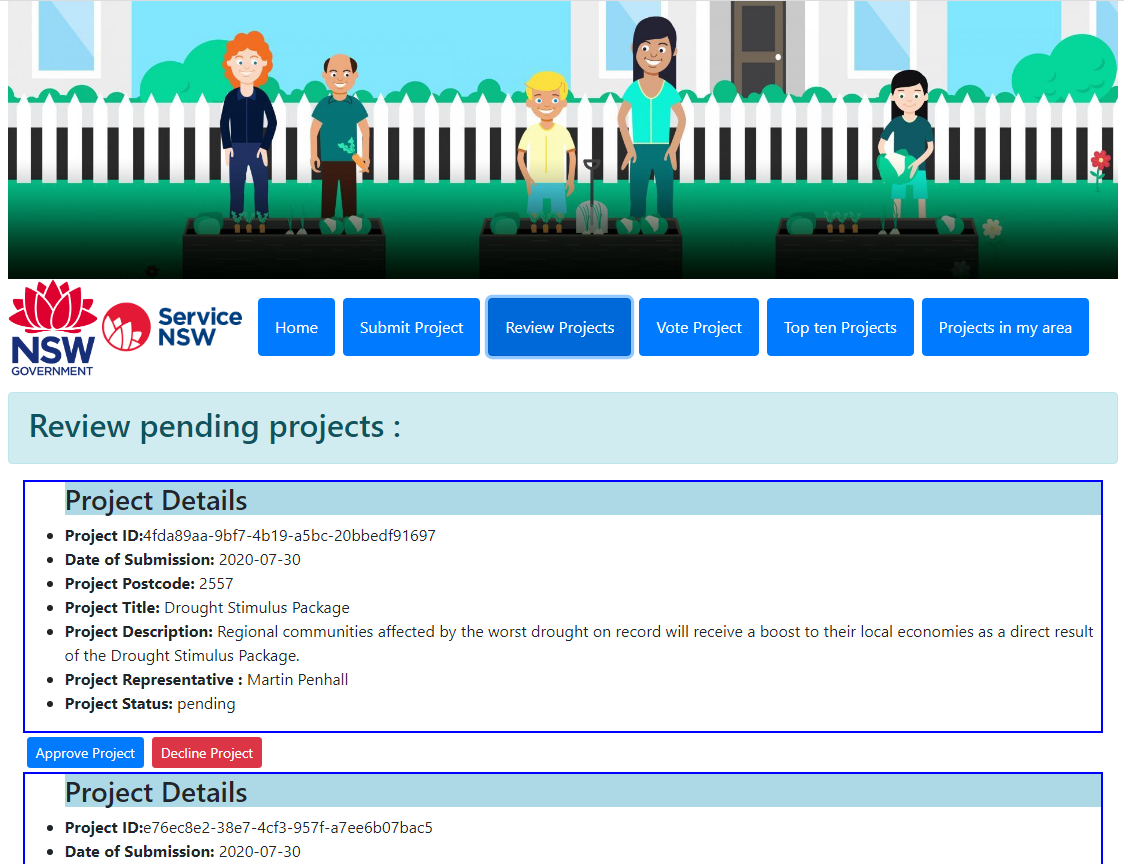 NSW
GOVERNMENT
Service
NSW
Home
Submit Project
Review Projects
Vote Project
Top ten Projects
Projects in my area
Review pending projects :
Project Details
Project ID:4fda89aa-9bf7-4b19-a5bc-20bbedf91697
Date of Submission: 2020-07-30
Project Postcode: 2557
Project Title: Drought Stimulus Package
Project Description: Regional communities affected by the worst drought on record will receive a boost to their local economies as a direct result
of the Drought Stimulus Package.
Project Representative : Martin Penhall
Project Status: pending
Approve Project
Decline Project
Project Details
Project ID:e76ec8e2-38e7-4cf3-957f-a7ee6b07bac5
Date of Submission: 2020-07-30